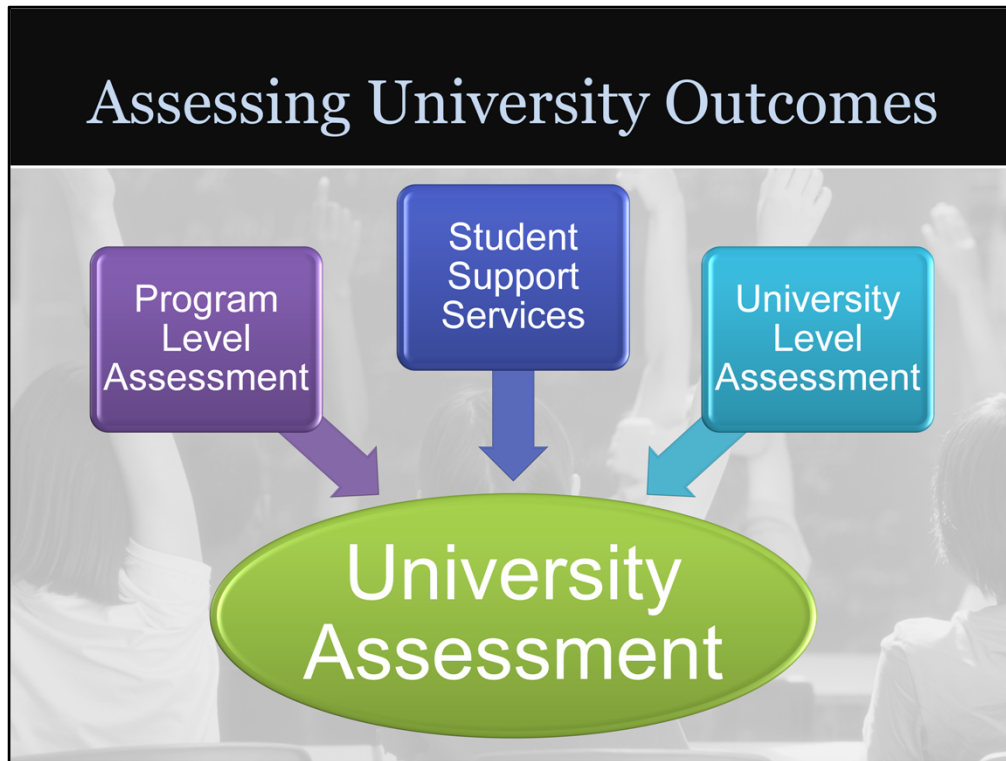 Assessing University Outcomes
Program
Level
Assessment
Student
Support
Services
University
Level
Assessment
University
Assessment